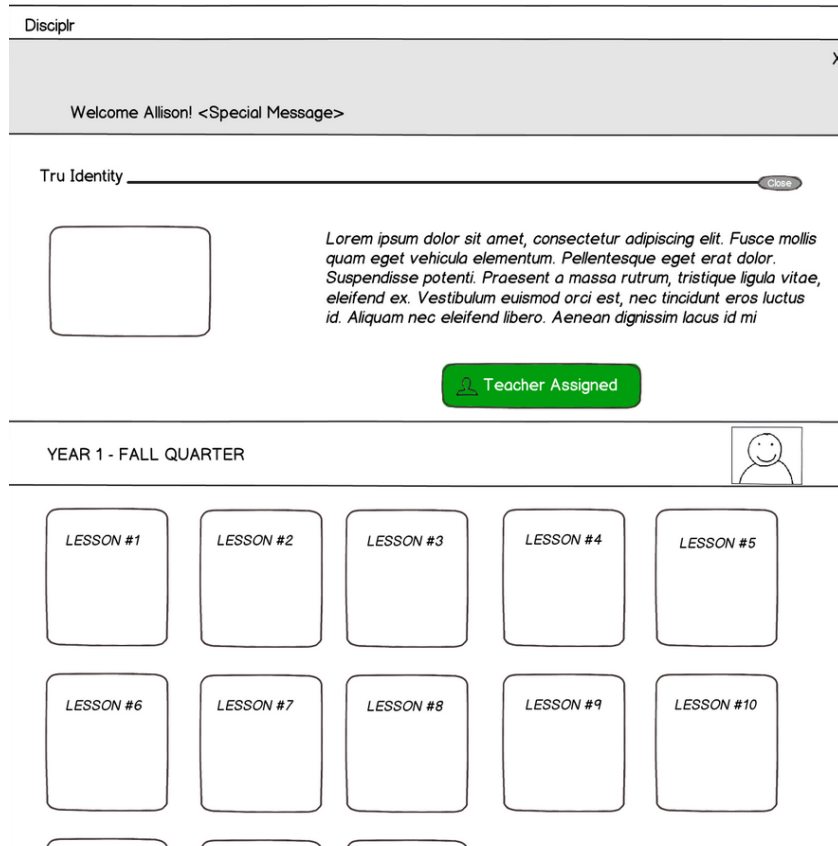 Disciplr
X
Welcome Allison! <Special Message>
Tru Identity
Close
Lorem ipsum dolor sit amet, consectetur adipiscing elit. Fusce mollis
quam eget vehicula elementum. Pellentesque eget erat dolor.
Suspendisse potenti. Praesent a massa rutrum, tristique ligula vitae,
eleifend ex. Vestibulum euismod orci est, nec tincidunt eros luctus
id. Aliquam nec eleifend libero. Aenean dignissim lacus id mi
Teacher Assigned
YEAR 1 - FALL QUARTER
LESSON #1
LESSON #2
LESSON #3
LESSON #4
LESSON #5
LESSON #6
LESSON #7
LESSON #8
LESSON #9
LESSON #10